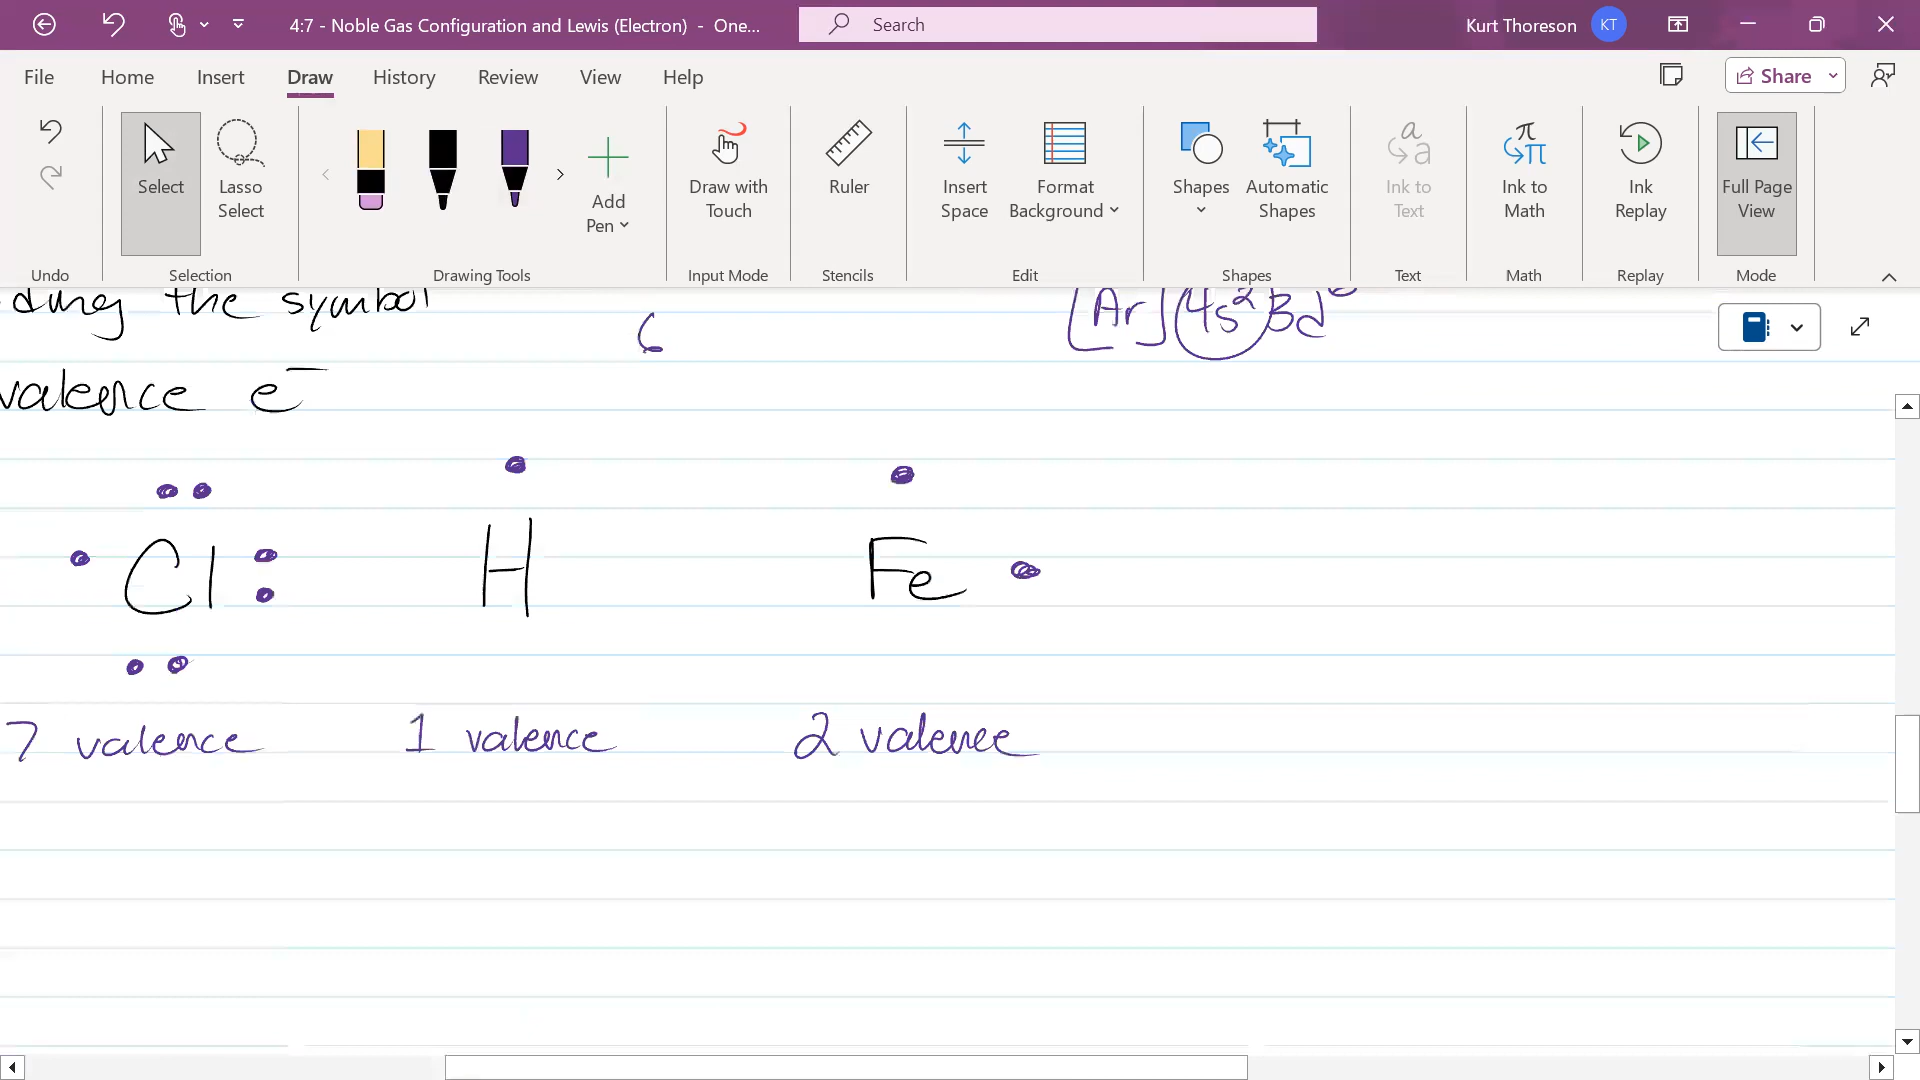 4:7 - Noble Gas Configuration and Lewis (Electron) - One...
Search
Kurt Thoreson
KT
File Home Insert Draw History Review View Help
Share
Select
Lasso Select
Add Pen
Draw with Touch
Ruler
Insert Space
Format Background
Shapes
Automatic Shapes
Ink to Text
Ink to Math
Ink Replay
Full Page View
Undo Selection Drawing Tools Input Mode Stencils Edit Shapes Text Math Replay Mode
ding the symbol
[Ar] 4s² 3d
valence e⁻
Cl H Fe
7 valence 1 valence 2 valence